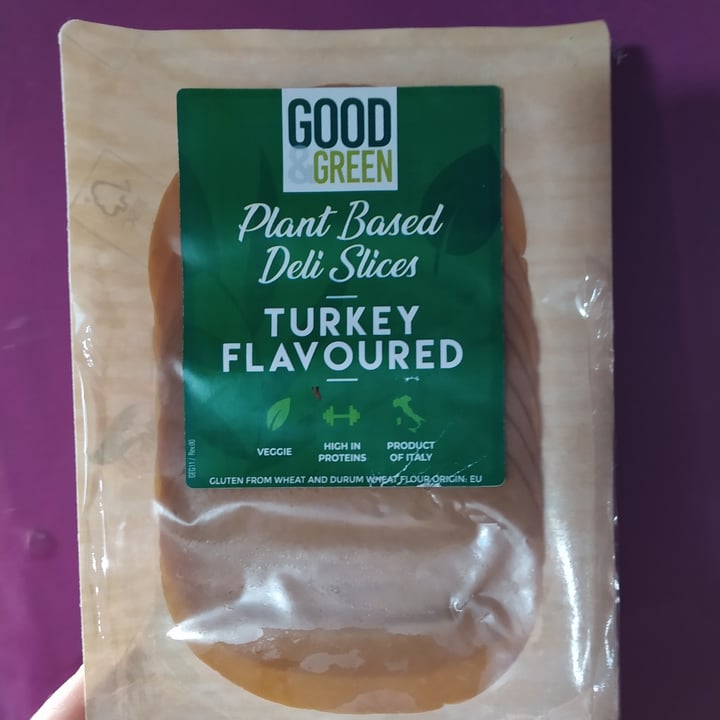 GOOD
& GREEN
Plant Based
Deli Slices
TURKEY
FLAVOURED
VEGGIE
HIGH IN
PROTEINS
PRODUCT
OF ITALY
GLUTEN FROM WHEAT AND DURUM WHEAT FLOUR ORIGIN: EU